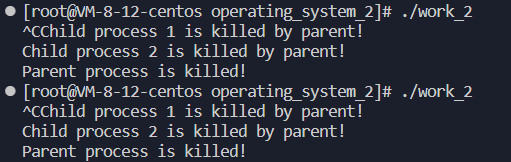 [root@VM-8-12-centos operating_system_2]# ./work_2
^CChild process 1 is killed by parent!
Child process 2 is killed by parent!
Parent process is killed!
[root@VM-8-12-centos operating_system_2]# ./work_2
^CChild process 1 is killed by parent!
Child process 2 is killed by parent!
Parent process is killed!